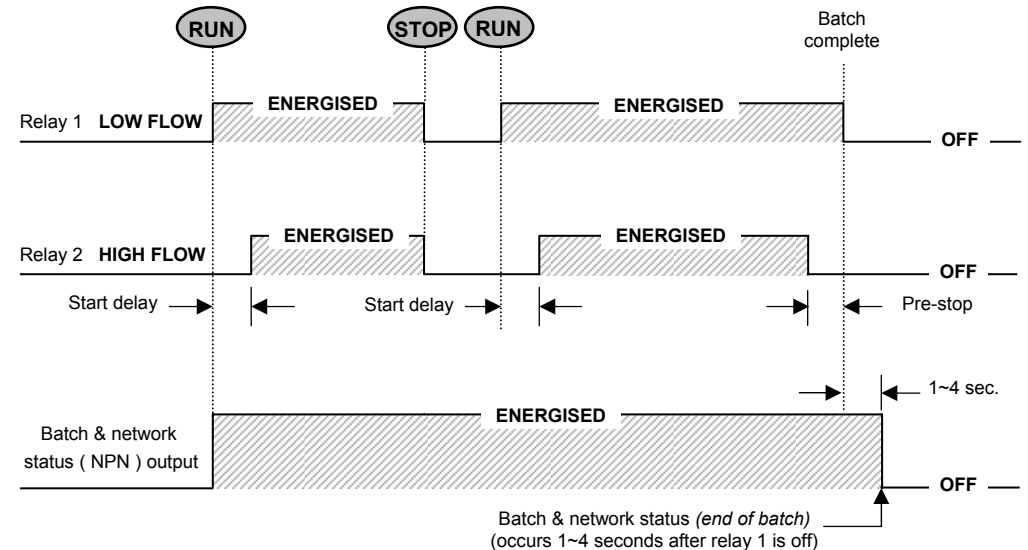 RUN
STOP
RUN
Batch
complete
Relay 1 LOW FLOW
ENERGISED
ENERGISED
OFF
Relay 2 HIGH FLOW
ENERGISED
ENERGISED
OFF
Start delay
Start delay
Pre-stop
1~4 sec.
Batch & network
status ( NPN ) output
ENERGISED
OFF
Batch & network status (end of batch)
(occurs 1~4 seconds after relay 1 is off)